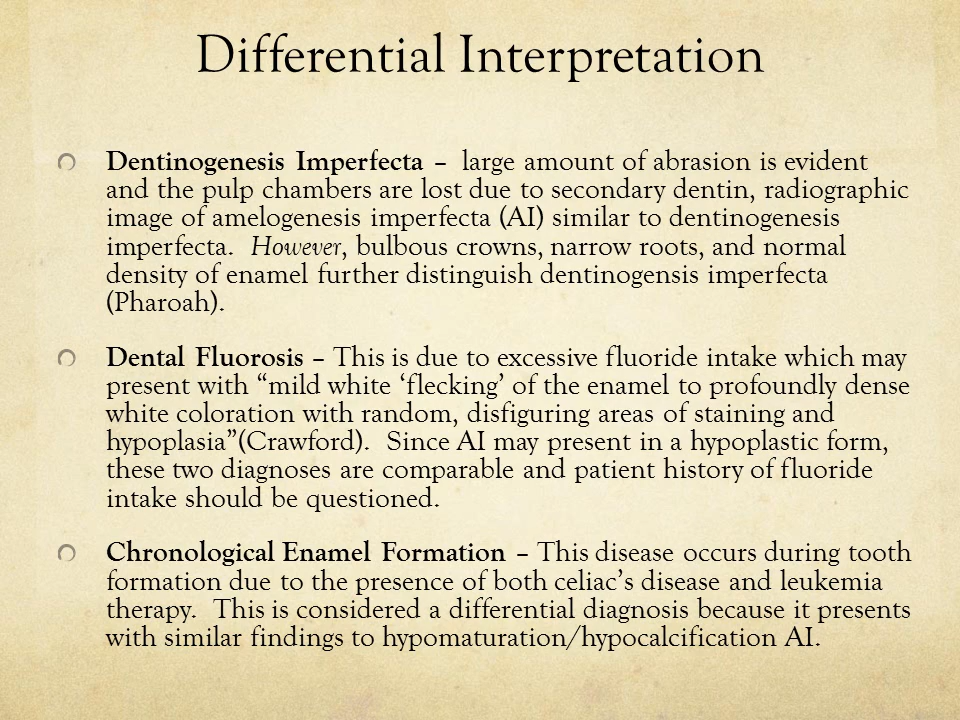 Differential Interpretation
Dentinogenesis Imperfecta – large amount of abrasion is evident
and the pulp chambers are lost due to secondary dentin, radiographic
image of amelogenesis imperfecta (AI) similar to dentinogenesis
imperfecta. However, bulbous crowns, narrow roots, and normal
density of enamel further distinguish dentinogensis imperfecta
(Pharoah).
Dental Fluorosis – This is due to excessive fluoride intake which may
present with “mild white ‘flecking’ of the enamel to profoundly dense
white coloration with random, disfiguring areas of staining and
hypoplasia”(Crawford). Since AI may present in a hypoplastic form,
these two diagnoses are comparable and patient history of fluoride
intake should be questioned.
Chronological Enamel Formation – This disease occurs during tooth
formation due to the presence of both celiac’s disease and leukemia
therapy. This is considered a differential diagnosis because it presents
with similar findings to hypomaturation/hypocalcification AI.